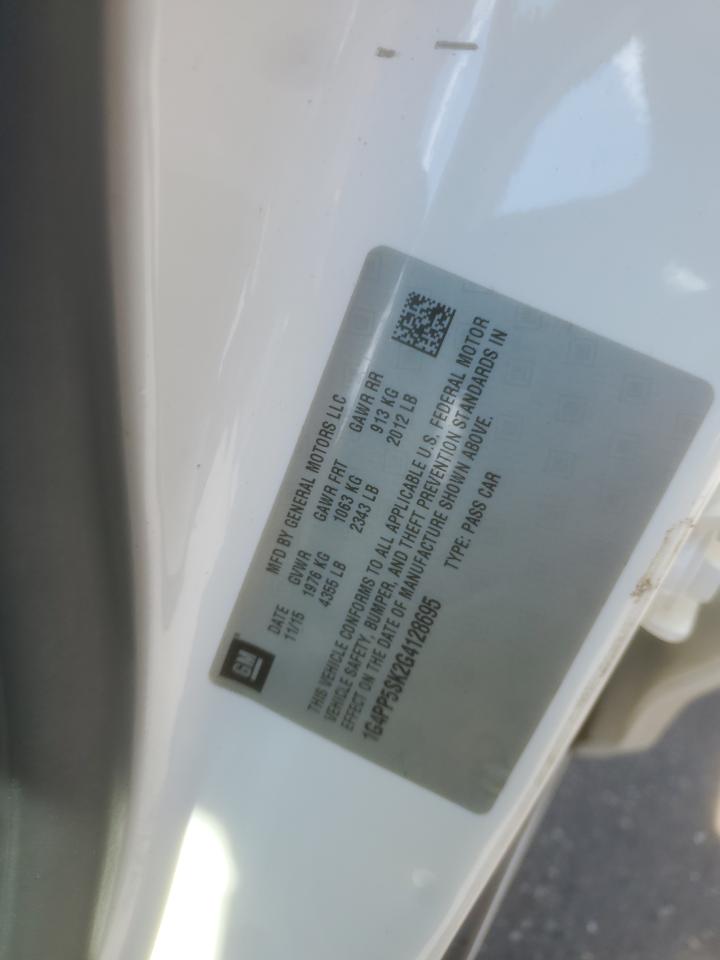 GM
MFD BY GENERAL MOTORS LLC
DATE GVWR GAWR FRT GAWR RR
11/15 1976 KG 1063 KG 913 KG
4355 LB 2343 LB 2012 LB
THIS VEHICLE CONFORMS TO ALL APPLICABLE U.S. FEDERAL MOTOR
VEHICLE SAFETY, BUMPER, AND THEFT PREVENTION STANDARDS IN
EFFECT ON THE DATE OF MANUFACTURE SHOWN ABOVE.
1G4PP5SK2G4128695 TYPE: PASS CAR